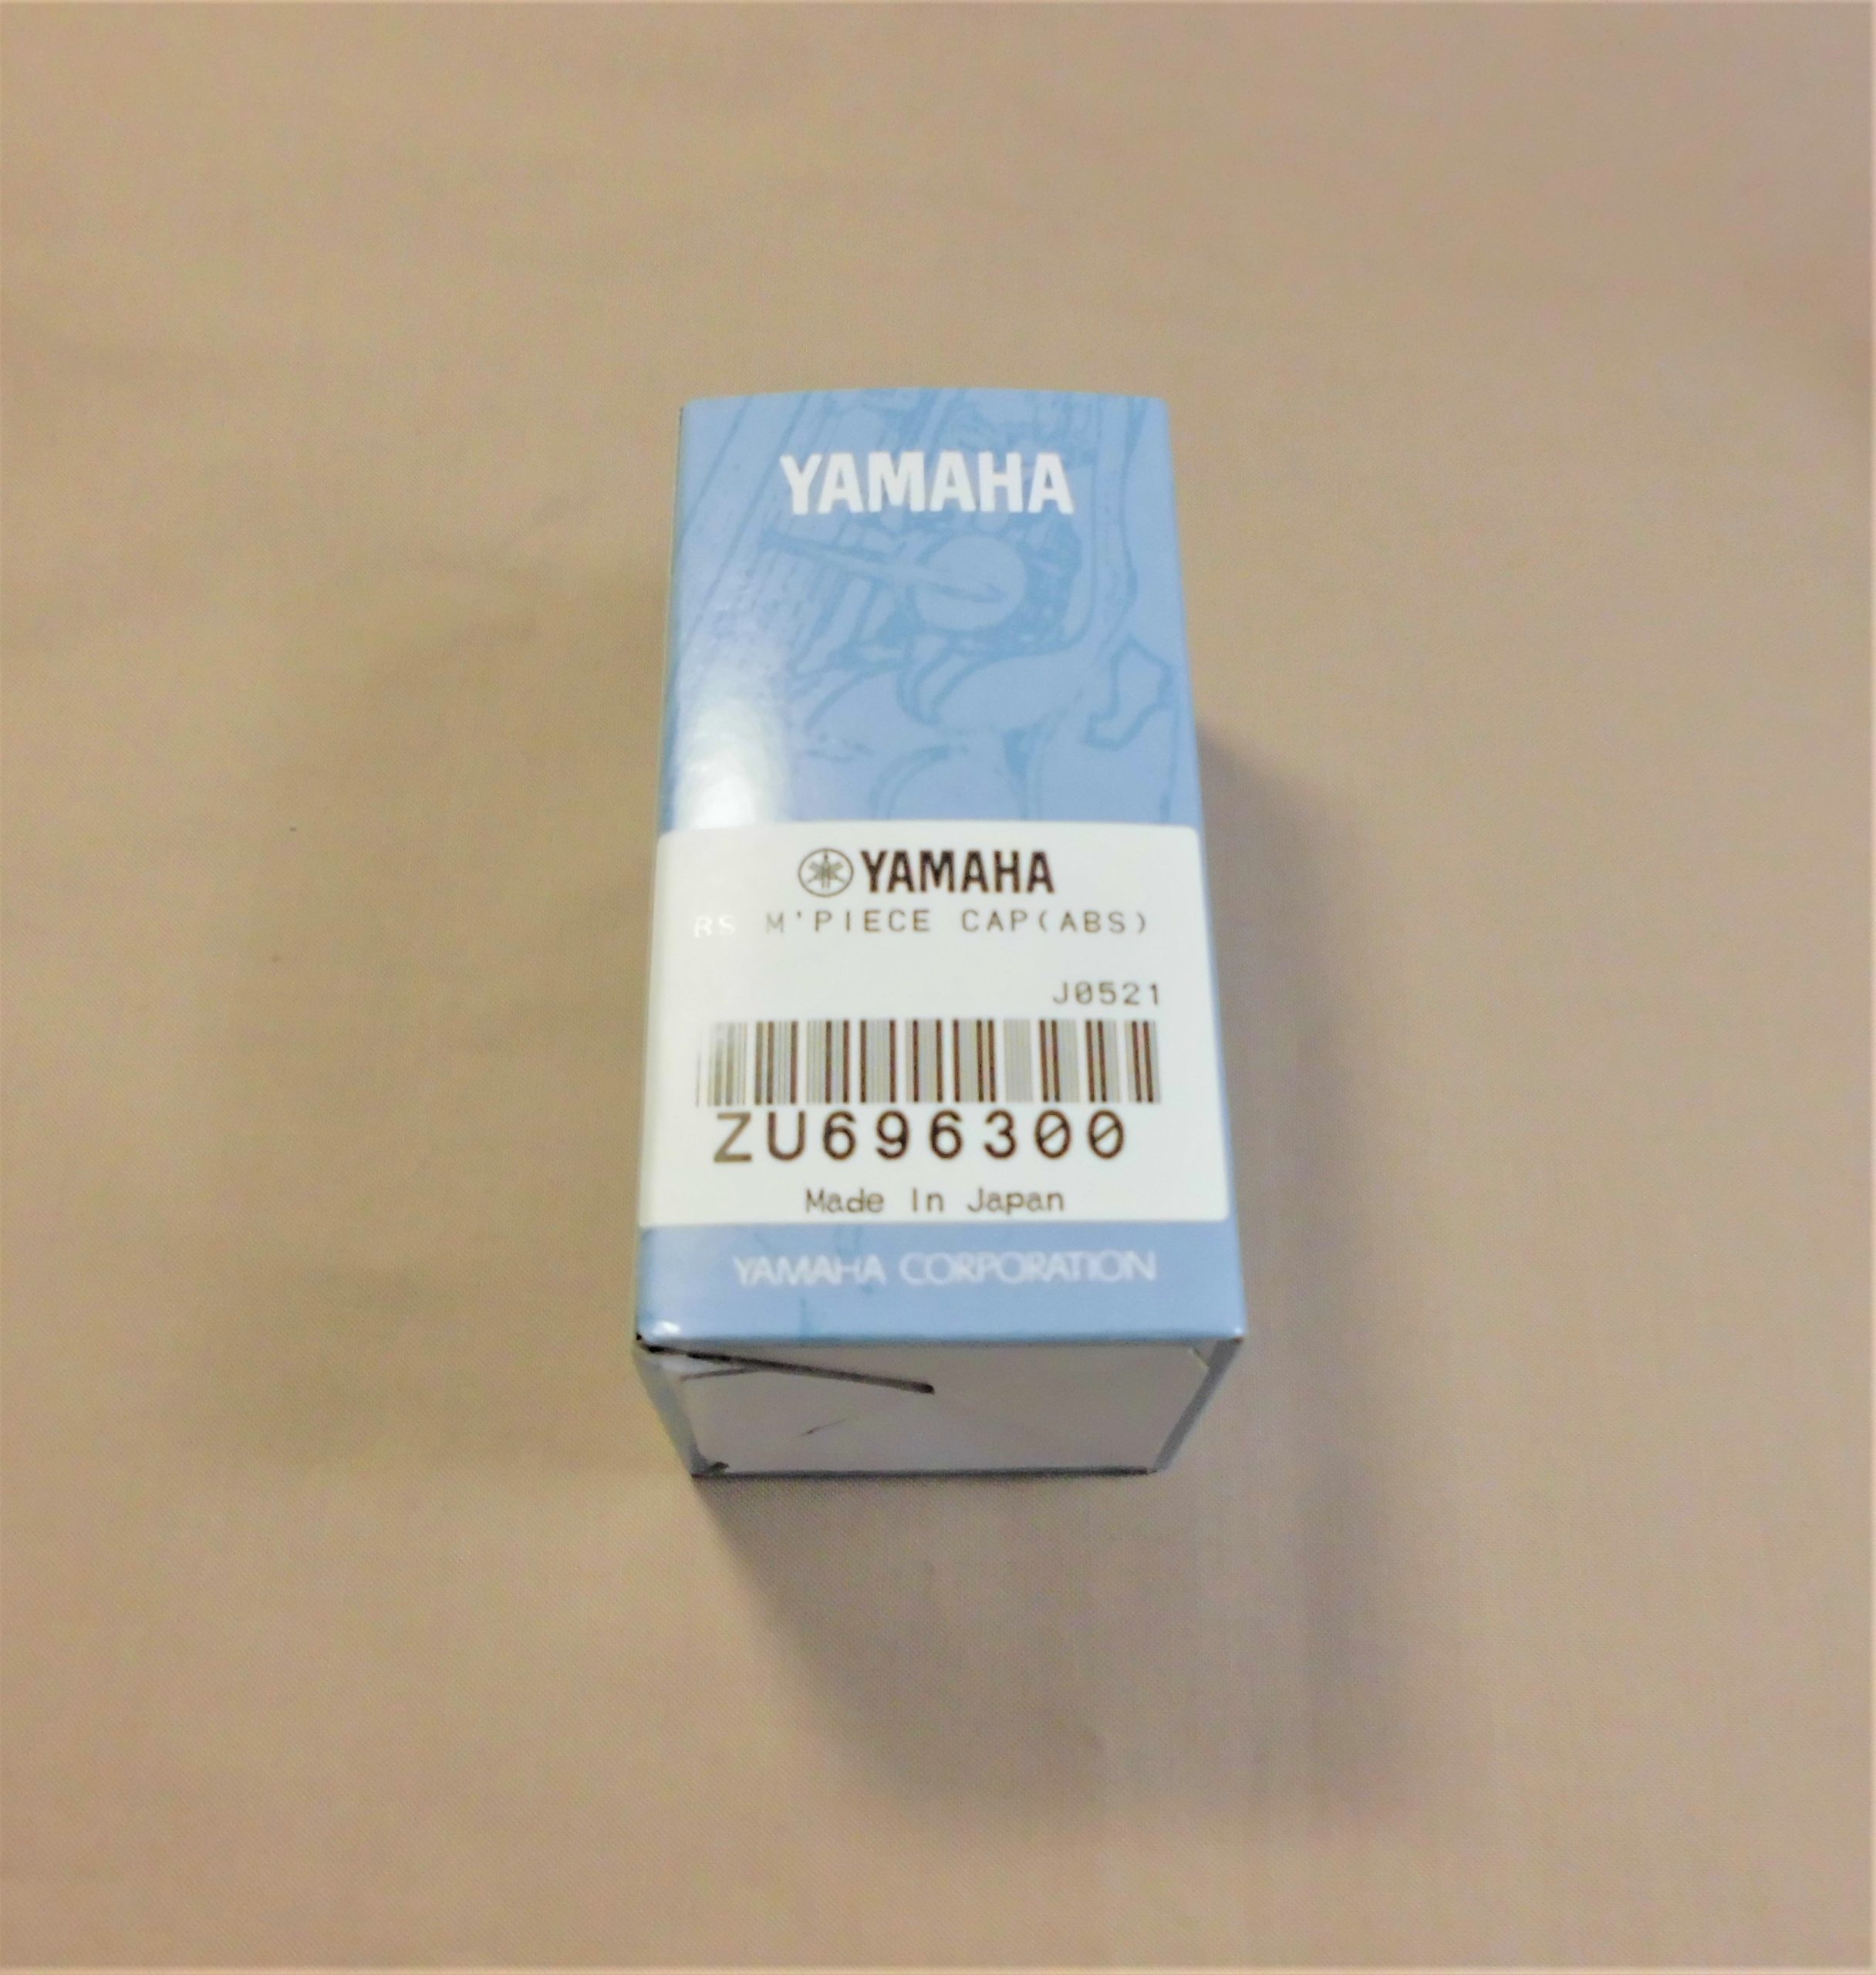 YAMAHA
YAMAHA
BS M'PIECE CAP(ABS)
J0521
ZU696300
Made In Japan
YAMAHA CORPORATION